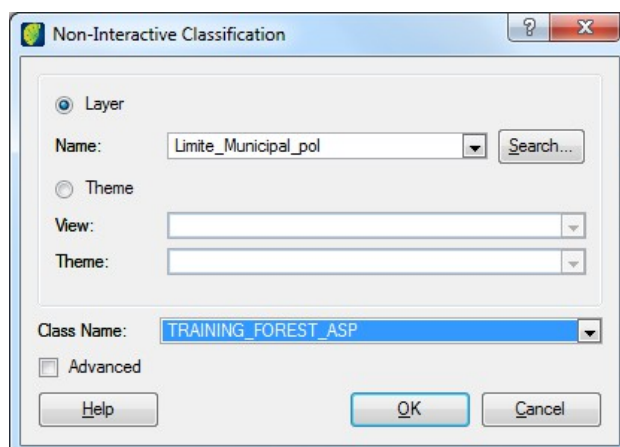 Non-Interactive Classification
Layer
Name: Limite_Municipal_pol Search...
Theme
View:
Theme:
Class Name: TRAINING_FOREST_ASP
Advanced
Help OK Cancel